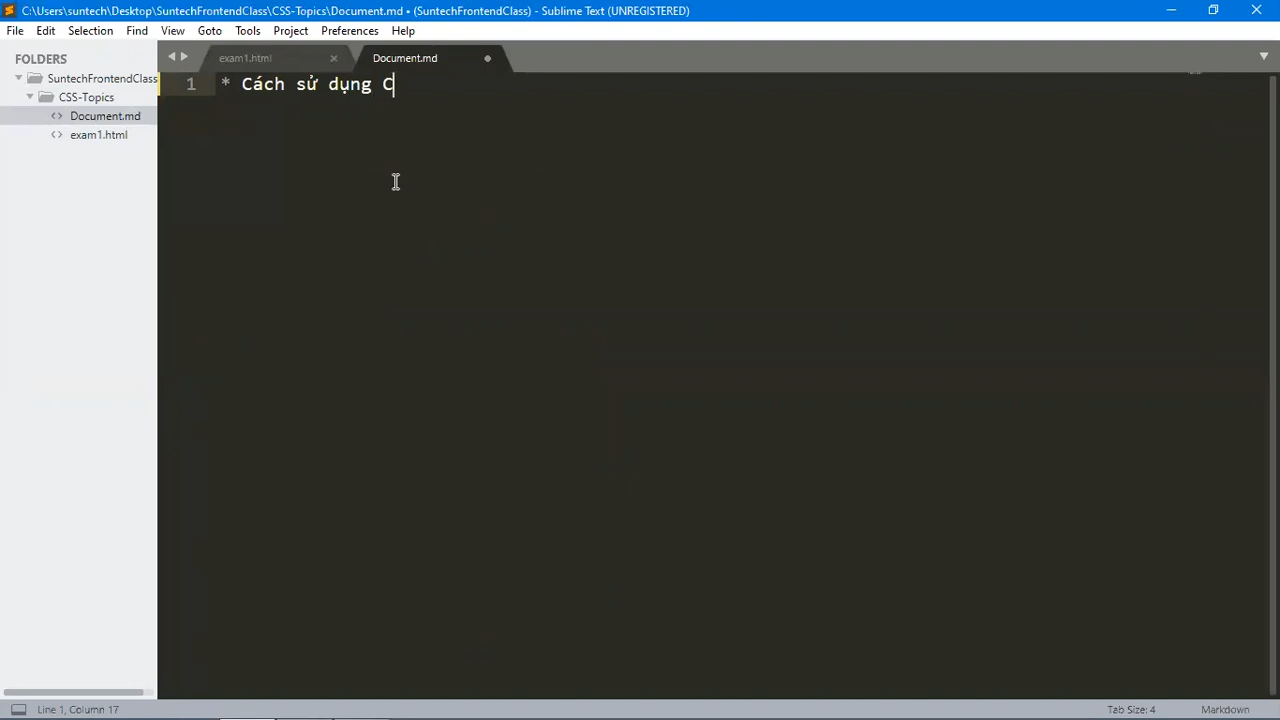 C:\Users\suntech\Desktop\SuntechFrontendClass\CSS-Topics\Document.md • (SuntechFrontendClass) - Sublime Text (UNREGISTERED)
File Edit Selection Find View Goto Tools Project Preferences Help
FOLDERS
SuntechFrontendClass
CSS-Topics
Document.md
exam1.html
exam1.html Document.md
1 * Cách sử dụng C
Line 1, Column 17 Tab Size: 4 Markdown